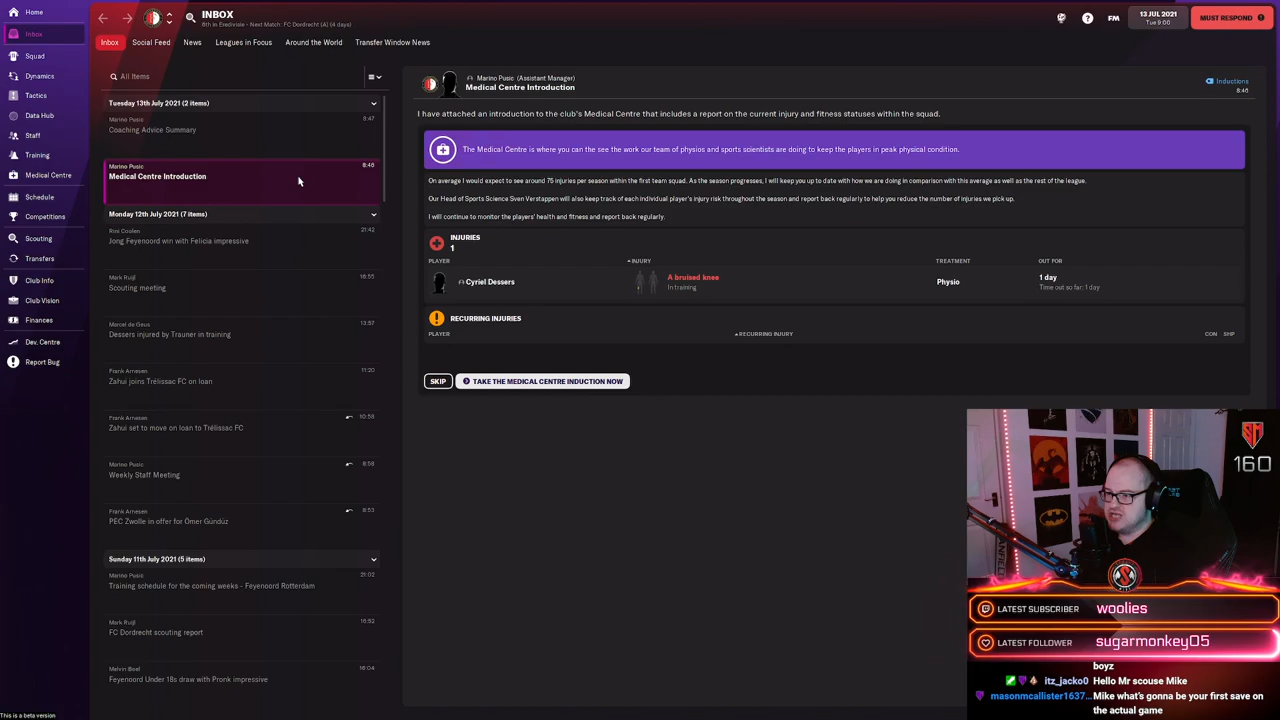 Home
Inbox
Squad
Dynamics
Tactics
Data Hub
Staff
Training
Medical Centre
Schedule
Competitions
Scouting
Transfers
Club Info
Club Vision
Finances
Dev. Centre
Report Bug
This is a beta version
INBOX
6th in Eredivisie - Next Match: FC Dordrecht (A) (4 days)
FM
13 JUL 2021
Tue 9:00
MUST RESPOND
Inbox
Social Feed
News
Leagues in Focus
Around the World
Transfer Window News
All Items
Tuesday 13th July 2021 (2 items)
Marino Pusic 8:47
Coaching Advice Summary
Marino Pusic 8:46
Medical Centre Introduction
Monday 12th July 2021 (7 items)
Rini Coolen 21:42
Jong Feyenoord win with Felicia impressive
Mark Ruijl 16:55
Scouting meeting
Marcel de Geus 13:57
Dessers injured by Trauner in training
Frank Arnesen 11:20
Zahui joins Trélissac FC on loan
Frank Arnesen 10:58
Zahui set to move on loan to Trélissac FC
Marino Pusic 8:56
Weekly Staff Meeting
Frank Arnesen 8:53
PEC Zwolle in offer for Ömer Gündüz
Sunday 11th July 2021 (5 items)
Marino Pusic 21:02
Training schedule for the coming weeks - Feyenoord Rotterdam
Mark Ruijl 16:52
FC Dordrecht scouting report
Melvin Boel 16:04
Feyenoord Under 18s draw with Pronk impressive
Marino Pusic (Assistant Manager)
Medical Centre Introduction
Inductions
8:46
I have attached an introduction to the club's Medical Centre that includes a report on the current injury and fitness statuses within the squad.
The Medical Centre is where you can the see the work our team of physios and sports scientists are doing to keep the players in peak physical condition.
On average I would expect to see around 75 injuries per season within the first team squad. As the season progresses, I will keep you up to date with how we are doing in comparison with this average as well as the rest of the league.
Our Head of Sports Science Sven Verstappen will also keep track of each individual player's injury risk throughout the season and report back regularly to help you reduce the number of injuries we pick up.
I will continue to monitor the players' health and fitness and report back regularly.
INJURIES
1
PLAYER INJURY TREATMENT OUT FOR
Cyriel Dessers A bruised knee Physio 1 day
In training Time out so far: 1 day
RECURRING INJURIES
PLAYER RECURRING INJURY CON SHP
SKIP
TAKE THE MEDICAL CENTRE INDUCTION NOW
SM
160
LATEST SUBSCRIBER woolies
LATEST FOLLOWER sugarmonkey05
boyz
itz_jacko0 Hello Mr scouse Mike
masonmcallister1637... Mike what's gonna be your first save on
the actual game